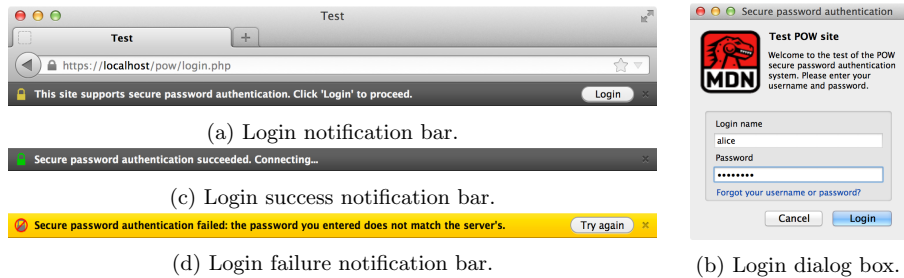 Test
Test
https://localhost/pow/login.php
This site supports secure password authentication. Click 'Login' to proceed.
Login
(a) Login notification bar.
Secure password authentication succeeded. Connecting...
(c) Login success notification bar.
Secure password authentication failed: the password you entered does not match the server's.
Try again
(d) Login failure notification bar.
Secure password authentication
MDN
Test POW site
Welcome to the test of the POW
secure password authentication
system. Please enter your
username and password.
Login name
alice
Password
••••••••
Forgot your username or password?
Cancel
Login
(b) Login dialog box.